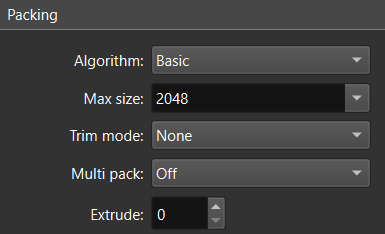 Packing
Algorithm: Basic
Max size: 2048
Trim mode: None
Multi pack: Off
Extrude: 0